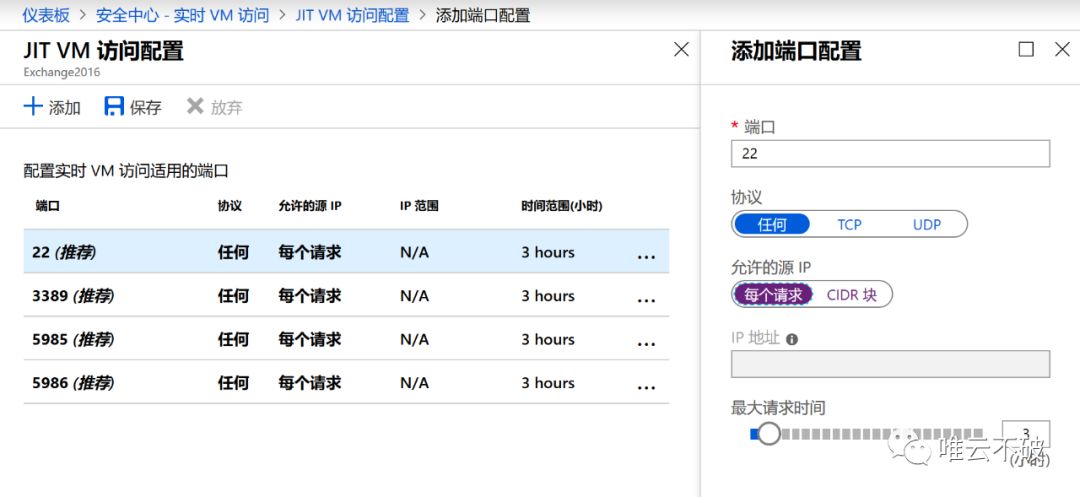 仪表板 > 安全中心 - 实时 VM 访问 > JIT VM 访问配置 > 添加端口配置
JIT VM 访问配置
Exchange2016
添加 保存 放弃
配置实时 VM 访问适用的端口
端口 协议 允许的源 IP IP 范围 时间范围(小时)
22 (推荐) 任何 每个请求 N/A 3 hours ...
3389 (推荐) 任何 每个请求 N/A 3 hours ...
5985 (推荐) 任何 每个请求 N/A 3 hours ...
5986 (推荐) 任何 每个请求 N/A 3 hours ...
添加端口配置
* 端口
22
协议
任何 TCP UDP
允许的源 IP
每个请求 CIDR 块
IP 地址
最大请求时间
3
(小时)
唯云不破